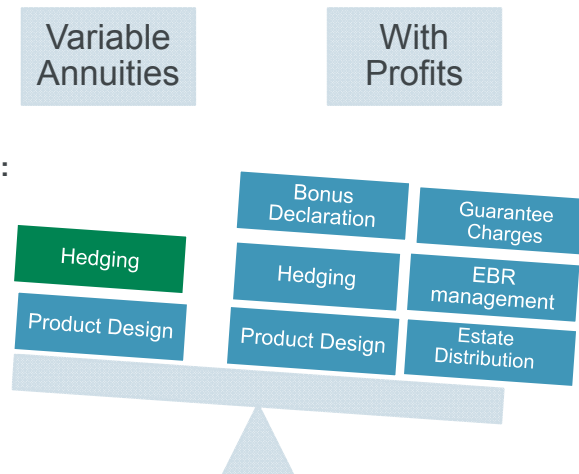 Variable
Annuities
With
Profits
:
Bonus
Declaration
Guarantee
Charges
Hedging
Hedging
EBR
management
Product Design
Product Design
Estate
Distribution